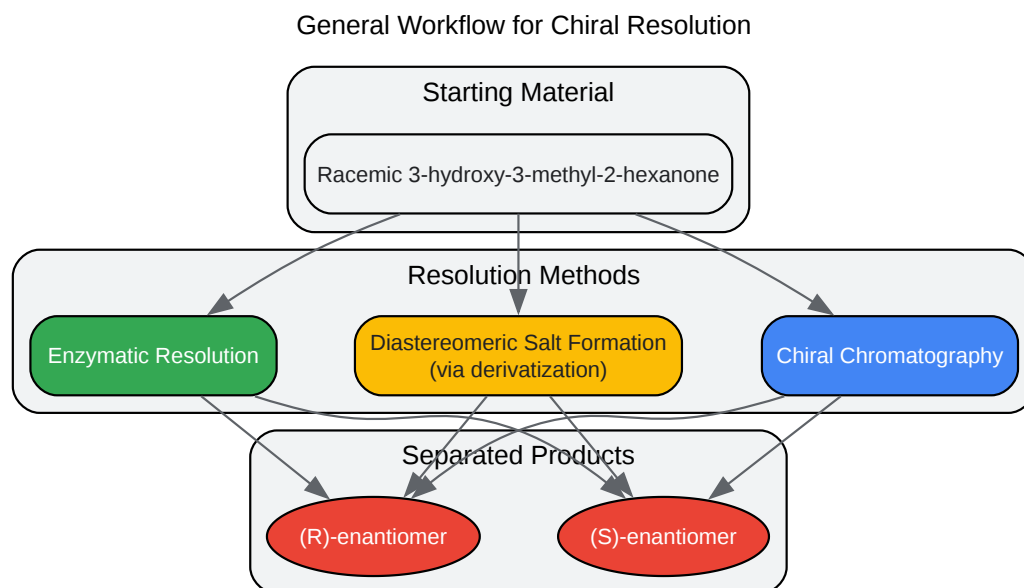 General Workflow for Chiral Resolution
Starting Material
Racemic 3-hydroxy-3-methyl-2-hexanone
Resolution Methods
Enzymatic Resolution
Diastereomeric Salt Formation
(via derivatization)
Chiral Chromatography
Separated Products
(R)-enantiomer
(S)-enantiomer